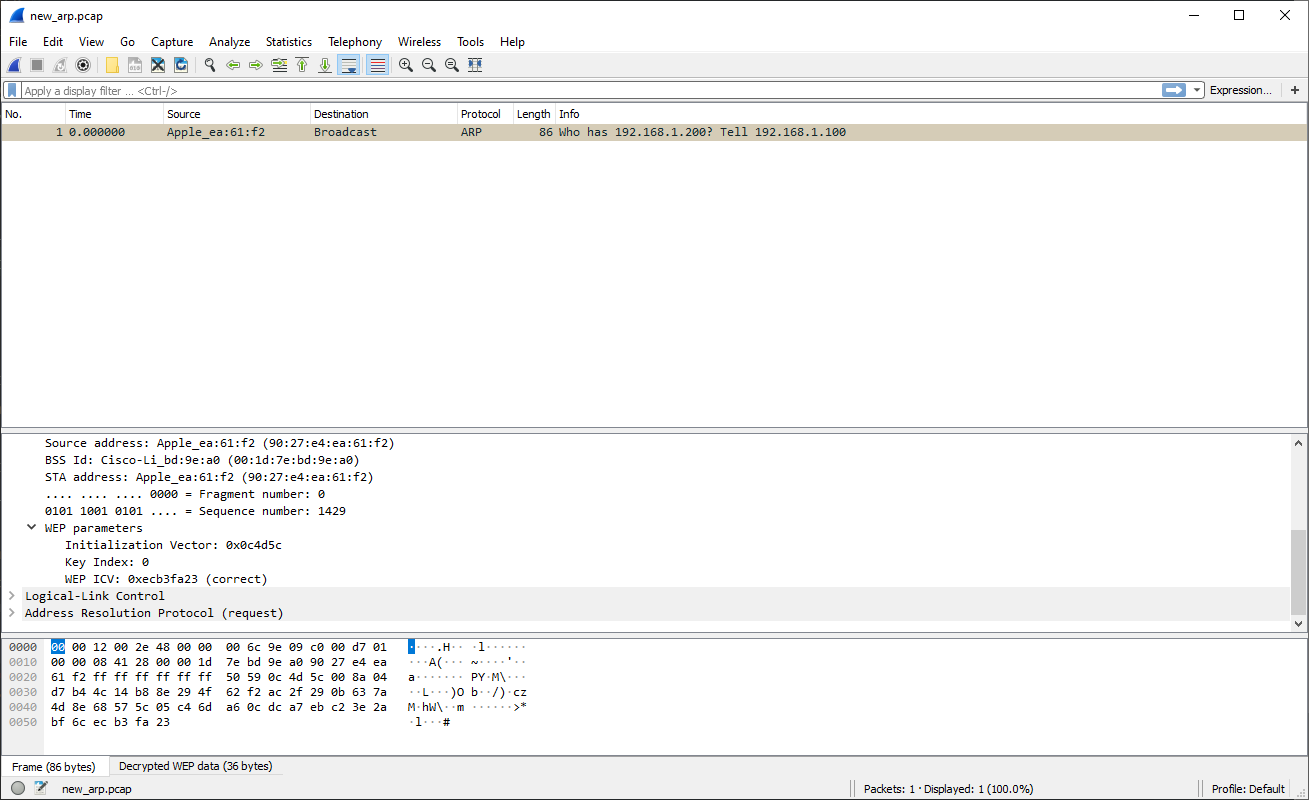 new_arp.pcap
File Edit View Go Capture Analyze Statistics Telephony Wireless Tools Help
Apply a display filter ... <Ctrl-/> Expression... +
No. Time Source Destination Protocol Length Info
1 0.000000 Apple_ea:61:f2 Broadcast ARP 86 Who has 192.168.1.200? Tell 192.168.1.100
Source address: Apple_ea:61:f2 (90:27:e4:ea:61:f2)
BSS Id: Cisco-Li_bd:9e:a0 (00:1d:7e:bd:9e:a0)
STA address: Apple_ea:61:f2 (90:27:e4:ea:61:f2)
.... .... .... 0000 = Fragment number: 0
0101 1001 0101 .... = Sequence number: 1429
WEP parameters
Initialization Vector: 0x0c4d5c
Key Index: 0
WEP ICV: 0xecb3fa23 (correct)
Logical-Link Control
Address Resolution Protocol (request)
0000 00 00 12 00 2e 48 00 00 00 6c 9e 09 c0 00 d7 01 ·····.H·· ·l······
0010 00 00 08 41 28 00 00 1d 7e bd 9e a0 90 27 e4 ea ···A(··· ~····'··
0020 61 f2 ff ff ff ff ff ff 50 59 0c 4d 5c 00 8a 04 a······· PY·M\···
0030 d7 b4 4c 14 b8 8e 29 4f 62 f2 ac 2f 29 0b 63 7a ··L···)O b··/)·cz
0040 4d 8e 68 57 5c 05 c4 6d a6 0c dc a7 eb c2 3e 2a M·hW\··m ······>*
0050 bf 6c ec b3 fa 23 ·l···#
Frame (86 bytes) Decrypted WEP data (36 bytes)
new_arp.pcap Packets: 1 · Displayed: 1 (100.0%) Profile: Default